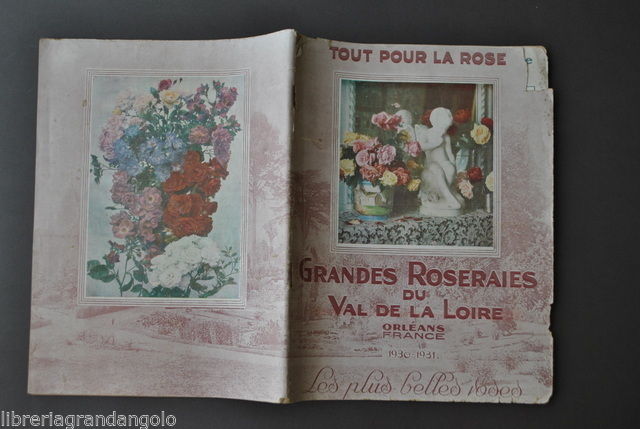 TOUT POUR LA ROSE
GRANDES ROSERAIES
DU
VAL DE LA LOIRE
ORLÉANS
FRANCE
1930-1931.
Les plus belles roses
libreriagrandangolo